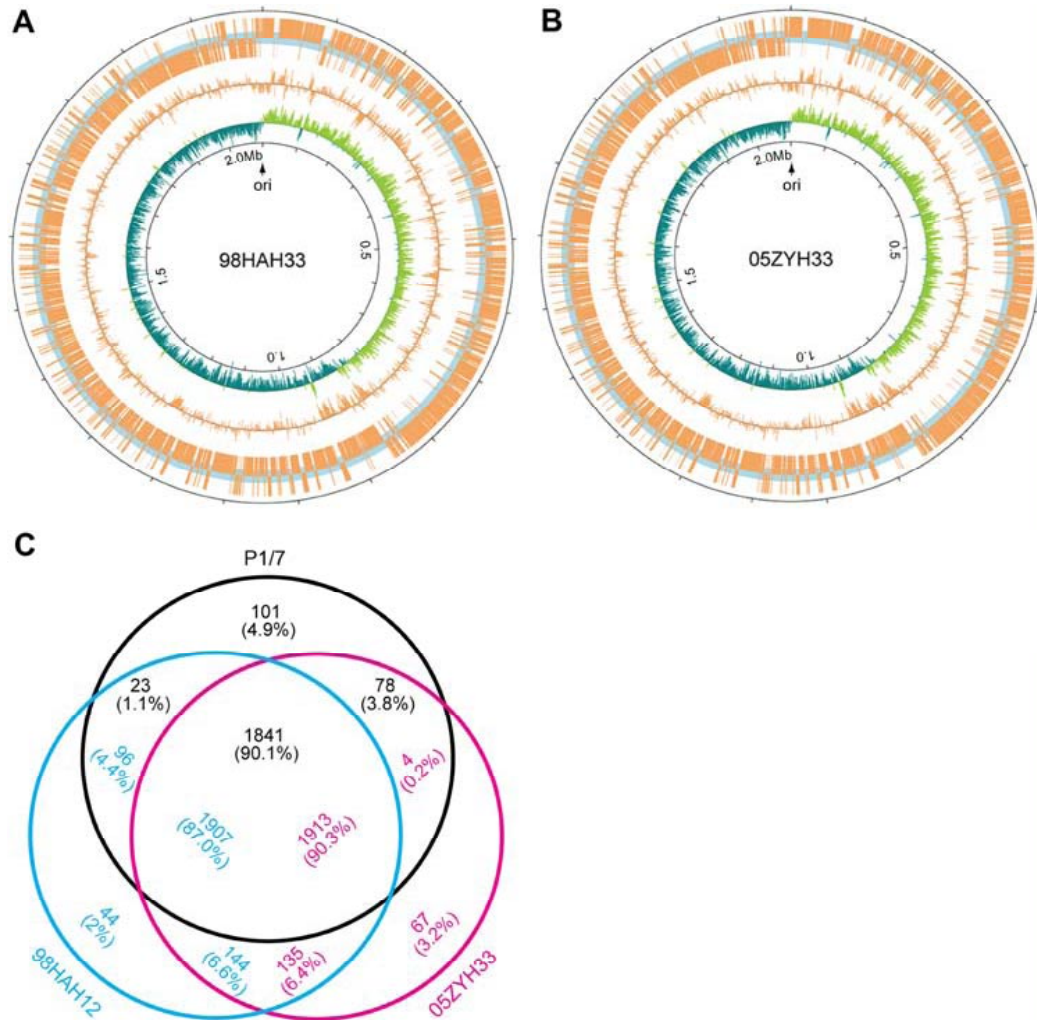 A
B
2.0Mb
ori
0.5
98HAH33
1.5
1.0
2.0Mb
ori
0.5
05ZYH33
1.5
1.0
C
P1/7
101
(4.9%)
23
(1.1%)
78
(3.8%)
1841
(90.1%)
96
(4.4%)
4
(0.2%)
1907
(87.0%)
1913
(90.3%)
44
(2%)
67
(3.2%)
144
(6.6%)
135
(6.4%)
98HAH12
05ZYH33